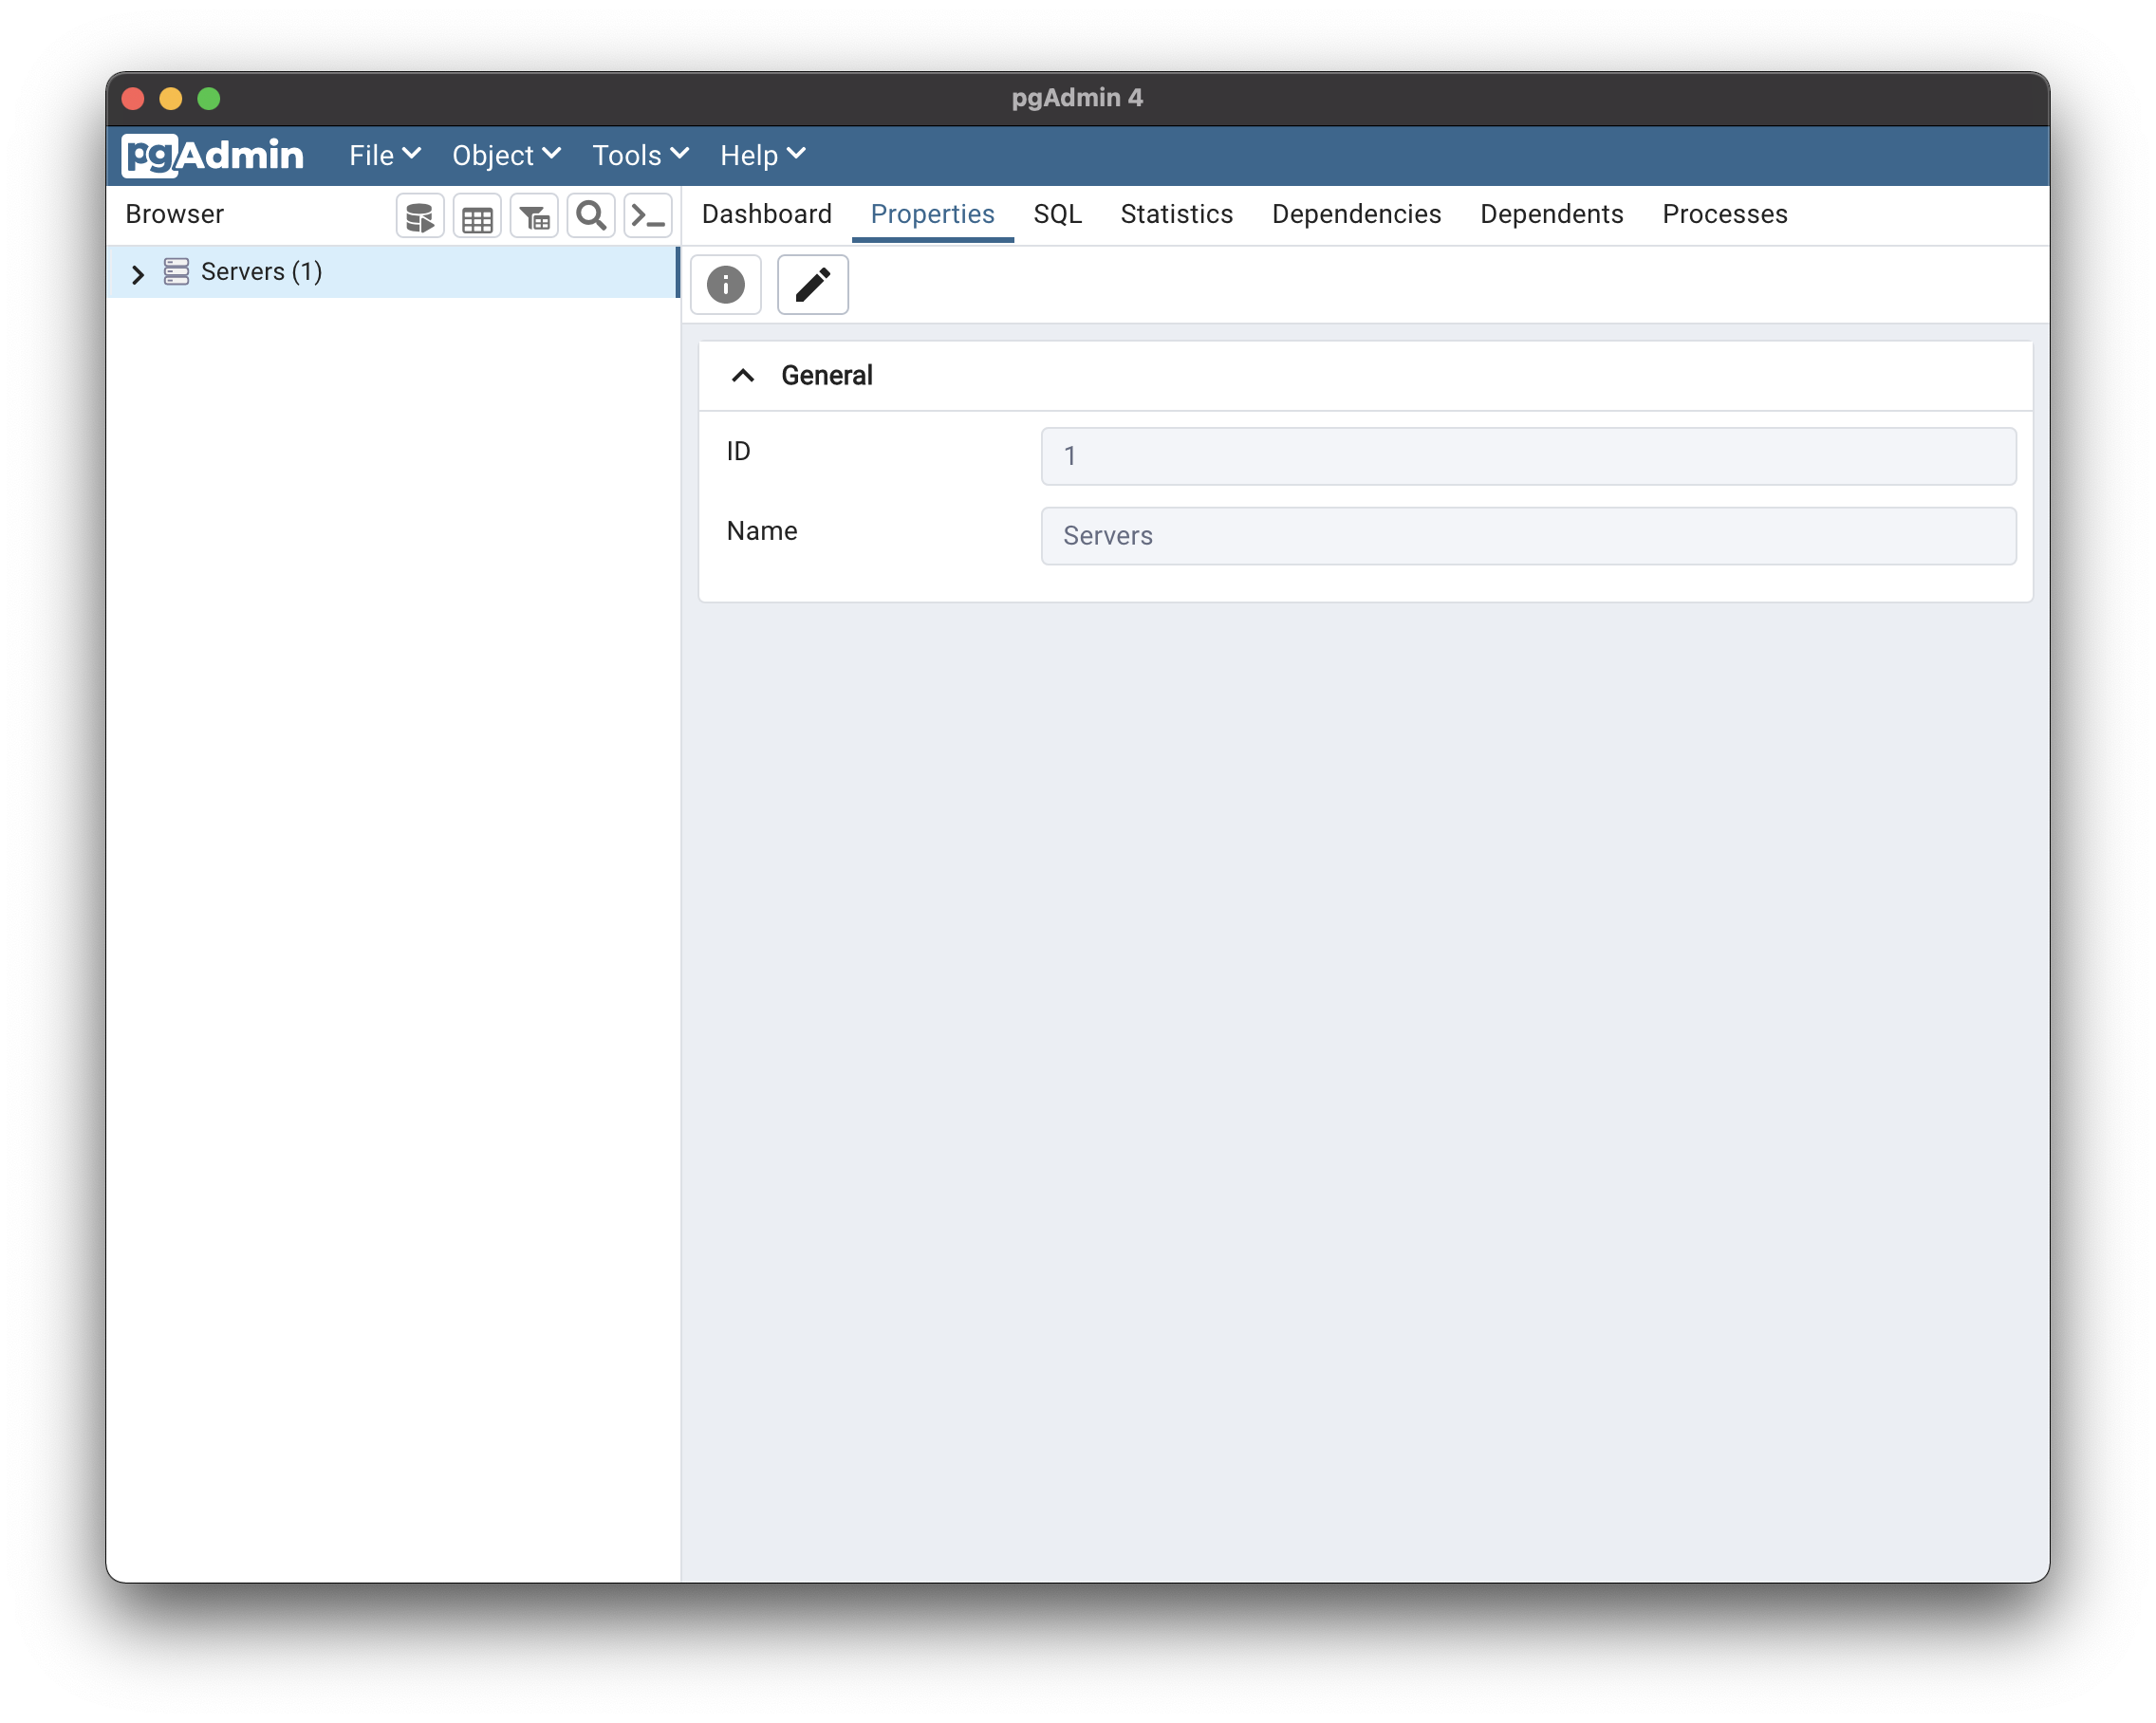 pgAdmin 4
pgAdmin File Object Tools Help
Browser Dashboard Properties SQL Statistics Dependencies Dependents Processes
Servers (1)
General
ID 1
Name Servers